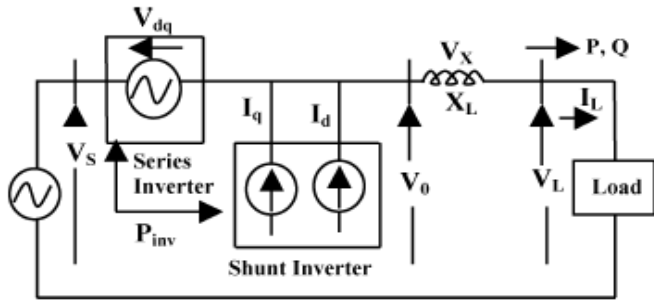 V_dq
V_X
P, Q
I_q
I_d
X_L
I_L
V_S
Series
Inverter
V_0
V_L
Load
P_inv
Shunt Inverter